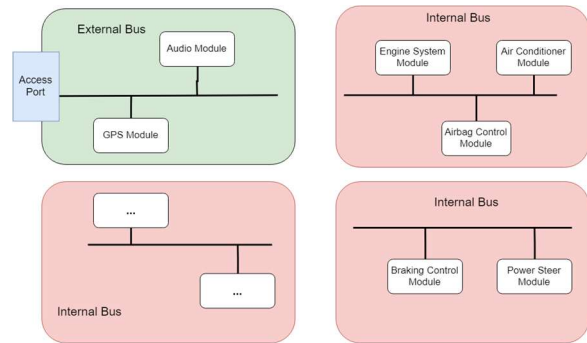 External Bus
Audio Module
Access
Port
GPS Module
Internal Bus
Engine System
Module
Air Conditioner
Module
Airbag Control
Module
...
...
Internal Bus
Internal Bus
Braking Control
Module
Power Steer
Module